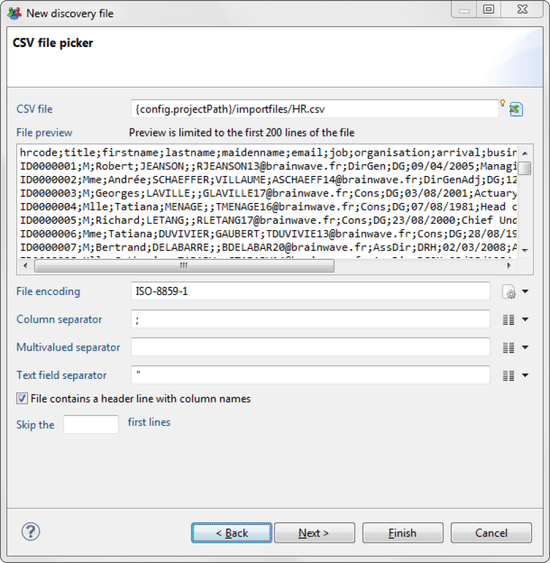 New discovery file
CSV file picker
CSV file {config.projectPath}/importfiles/HR.csv
File preview Preview is limited to the first 200 lines of the file
hrcode;title;firstname;lastname;maidenname;email;job;organisation;arrival;busin
ID0000001;M;Robert;JEANSON;;RJEANSON13@brainwave.fr;DirGen;DG;09/04/2005;Managi
ID0000002;Mme;Andrée;SCHAEFFER;VILLAUME;ASCHAEFF14@brainwave.fr;DirGenAdj;DG;12
ID0000003;M;Georges;LAVILLE;;GLAVILLE17@brainwave.fr;Cons;DG;03/08/2001;Actuary
ID0000004;Mlle;Tatiana;MENAGE;;TMENAGE16@brainwave.fr;Cons;DG;07/08/1981;Head o
ID0000005;M;Richard;LETANG;;RLETANG17@brainwave.fr;Cons;DG;23/08/2000;Chief Und
ID0000006;Mme;Tatiana;DUVIVIER;GAUBERT;TDUVIVIE13@brainwave.fr;Cons;DG;28/08/19
ID0000007;M;Bertrand;DELABARRE;;BDELABAR20@brainwave.fr;AssDir;DRH;02/03/2008;A
File encoding ISO-8859-1
Column separator ;
Multivalued separator
Text field separator "
File contains a header line with column names
Skip the first lines
? < Back Next > Finish Cancel